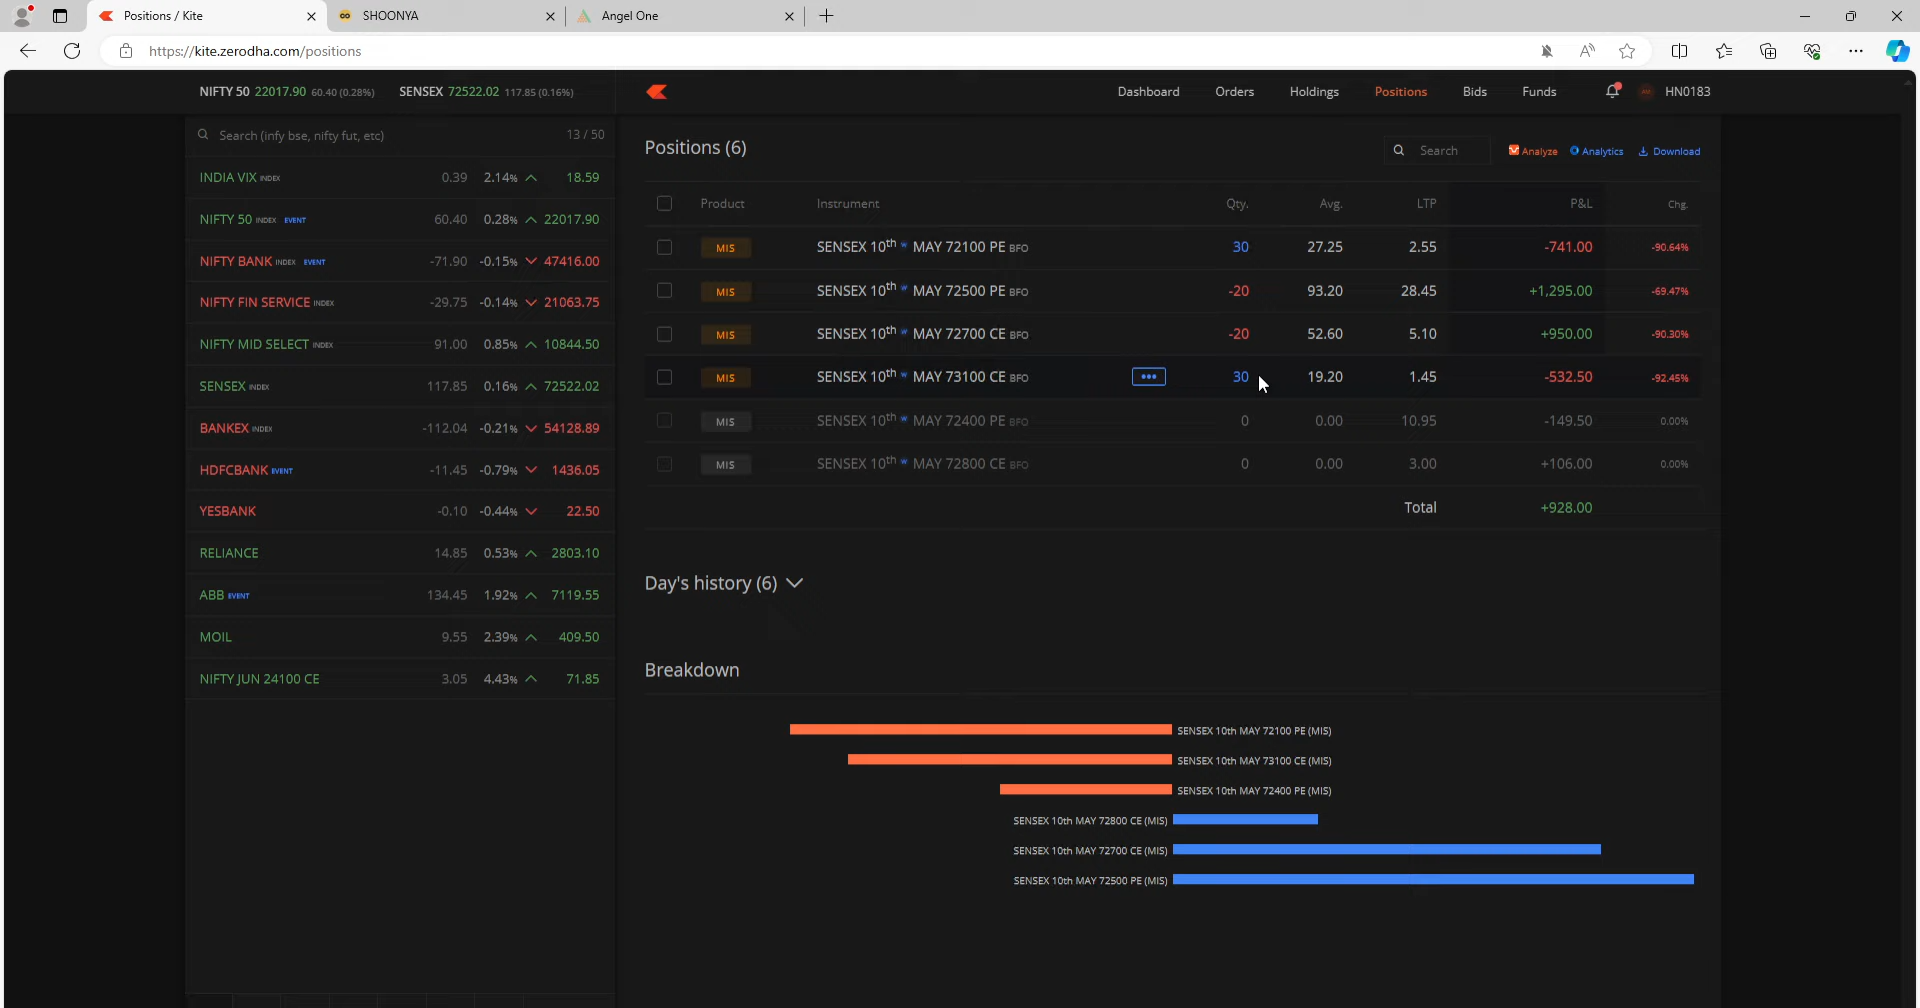 Positions / Kite
SHOONYA
Angel One
https://kite.zerodha.com/positions
NIFTY 50 22017.90 60.40 (0.28%) SENSEX 72522.02 117.85 (0.16%)
Dashboard Orders Holdings Positions Bids Funds HN0183
Search (infy bse, nifty fut, etc) 13 / 50
INDIA VIX INDEX 0.39 2.14% 18.59
NIFTY 50 INDEX EVENT 60.40 0.28% 22017.90
NIFTY BANK INDEX EVENT -71.90 -0.15% 47416.00
NIFTY FIN SERVICE INDEX -29.75 -0.14% 21063.75
NIFTY MID SELECT INDEX 91.00 0.85% 10844.50
SENSEX INDEX 117.85 0.16% 72522.02
BANKEX INDEX -112.04 -0.21% 54128.89
HDFCBANK EVENT -11.45 -0.79% 1436.05
YESBANK -0.10 -0.44% 22.50
RELIANCE 14.85 0.53% 2803.10
ABB EVENT 134.45 1.92% 7119.55
MOIL 9.55 2.39% 409.50
NIFTY JUN 24100 CE 3.05 4.43% 71.85
Positions (6)
Search Analyze Analytics Download
Product Instrument Qty. Avg. LTP P&L Chg.
MIS SENSEX 10th w MAY 72100 PE BFO 30 27.25 2.55 -741.00 -90.64%
MIS SENSEX 10th w MAY 72500 PE BFO -20 93.20 28.45 +1,295.00 -69.47%
MIS SENSEX 10th w MAY 72700 CE BFO -20 52.60 5.10 +950.00 -90.30%
MIS SENSEX 10th w MAY 73100 CE BFO ••• 30 19.20 1.45 -532.50 -92.45%
MIS SENSEX 10th w MAY 72400 PE BFO 0 0.00 10.95 -149.50 0.00%
MIS SENSEX 10th w MAY 72800 CE BFO 0 0.00 3.00 +106.00 0.00%
Total +928.00
Day's history (6)
Breakdown
SENSEX 10th MAY 72100 PE (MIS)
SENSEX 10th MAY 73100 CE (MIS)
SENSEX 10th MAY 72400 PE (MIS)
SENSEX 10th MAY 72800 CE (MIS)
SENSEX 10th MAY 72700 CE (MIS)
SENSEX 10th MAY 72500 PE (MIS)